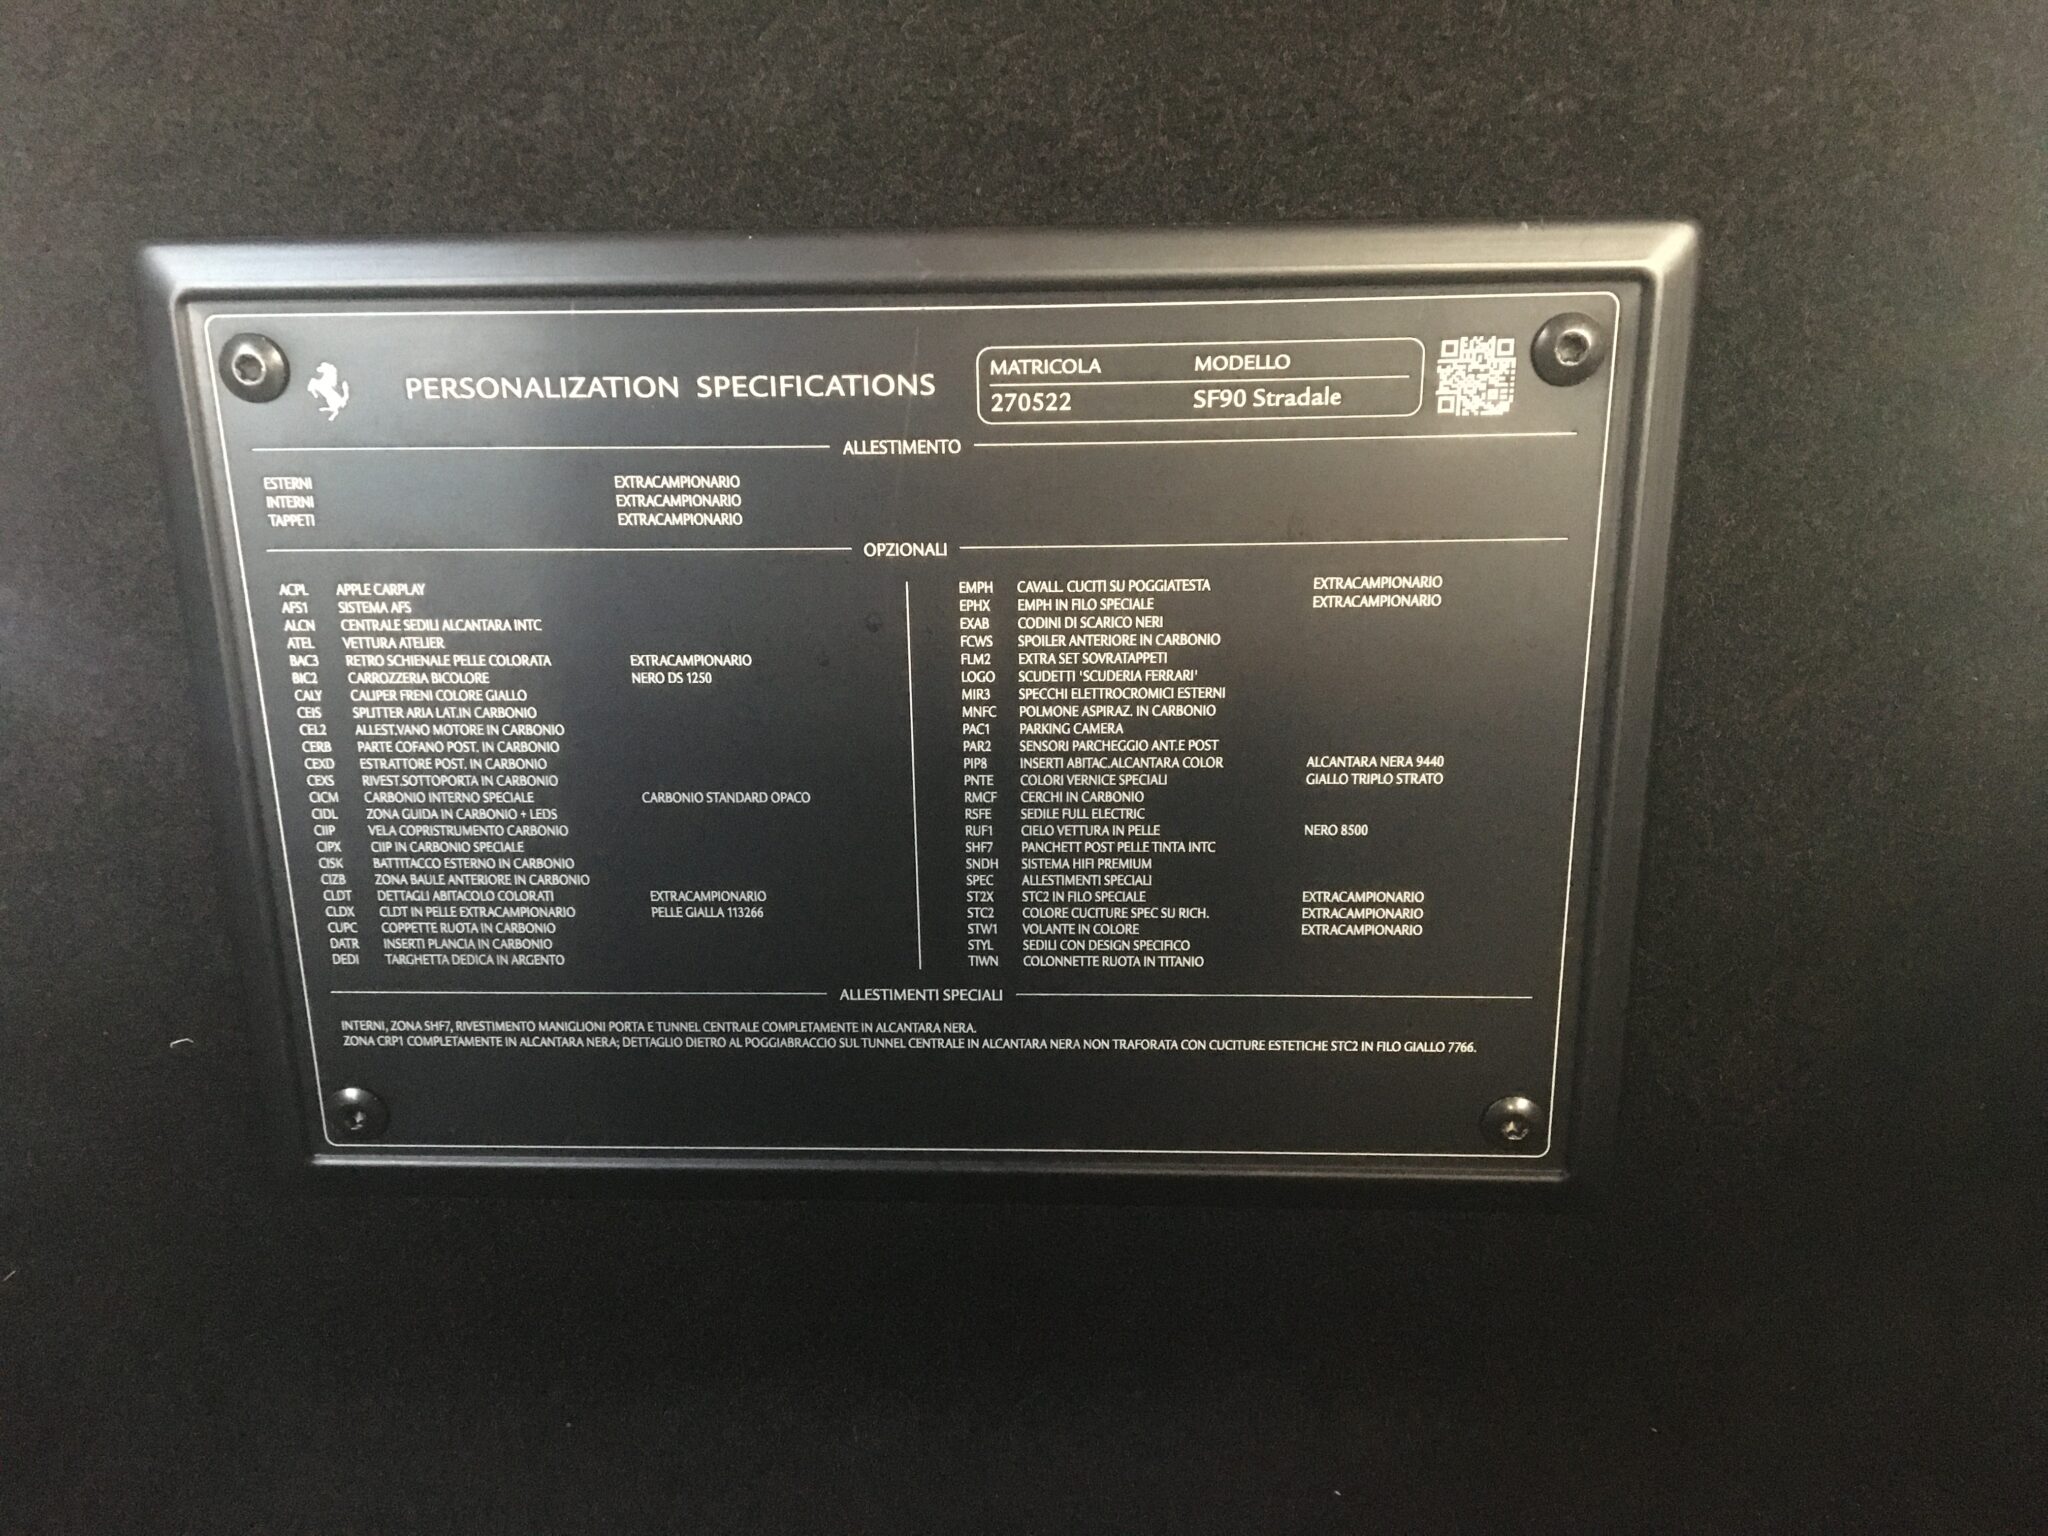 PERSONALIZATION SPECIFICATIONS
MATRICOLA MODELLO
270522 SF90 Stradale
ALLESTIMENTO
ESTERNI EXTRACAMPIONARIO
INTERNI EXTRACAMPIONARIO
TAPPETI EXTRACAMPIONARIO
OPZIONALI
ACPL APPLE CARPLAY
AFS1 SISTEMA AFS
ALCN CENTRALE SEDILI ALCANTARA INTC
ATEL VETTURA ATELIER
BAC3 RETRO SCHIENALE PELLE COLORATA EXTRACAMPIONARIO
BIC2 CARROZZERIA BICOLORE NERO DS 1250
CALY CALIPER FRENI COLORE GIALLO
CEIS SPLITTER ARIA LAT.IN CARBONIO
CEL2 ALLEST.VANO MOTORE IN CARBONIO
CERB PARTE COFANO POST. IN CARBONIO
CEXD ESTRATTORE POST. IN CARBONIO
CEXS RIVEST.SOTTOPORTA IN CARBONIO
CICM CARBONIO INTERNO SPECIALE CARBONIO STANDARD OPACO
CIDL ZONA GUIDA IN CARBONIO + LEDS
CIIP VELA COPRISTRUMENTO CARBONIO
CIPX CIIP IN CARBONIO SPECIALE
CISK BATTITACCO ESTERNO IN CARBONIO
CIZB ZONA BAULE ANTERIORE IN CARBONIO
CLDT DETTAGLI ABITACOLO COLORATI EXTRACAMPIONARIO
CLDX CLDT IN PELLE EXTRACAMPIONARIO PELLE GIALLA 113266
CUPC COPPETTE RUOTA IN CARBONIO
DATR INSERTI PLANCIA IN CARBONIO
DEDI TARGHETTA DEDICA IN ARGENTO
EMPH CAVALL. CUCITI SU POGGIATESTA EXTRACAMPIONARIO
EPHX EMPH IN FILO SPECIALE EXTRACAMPIONARIO
EXAB CODINI DI SCARICO NERI
FCWS SPOILER ANTERIORE IN CARBONIO
FLM2 EXTRA SET SOVRATAPPETI
LOGO SCUDETTI 'SCUDERIA FERRARI'
MIR3 SPECCHI ELETTROCROMICI ESTERNI
MNFC POLMONE ASPIRAZ. IN CARBONIO
PAC1 PARKING CAMERA
PAR2 SENSORI PARCHEGGIO ANT.E POST
PIP8 INSERTI ABITAC.ALCANTARA COLOR ALCANTARA NERA 9440
PNTE COLORI VERNICE SPECIALI GIALLO TRIPLO STRATO
RMCF CERCHI IN CARBONIO
RSFE SEDILE FULL ELECTRIC
RUF1 CIELO VETTURA IN PELLE NERO 8500
SHF7 PANCHETT POST PELLE TINTA INTC
SNDH SISTEMA HIFI PREMIUM
SPEC ALLESTIMENTI SPECIALI
ST2X STC2 IN FILO SPECIALE EXTRACAMPIONARIO
STC2 COLORE CUCITURE SPEC SU RICH. EXTRACAMPIONARIO
STW1 VOLANTE IN COLORE EXTRACAMPIONARIO
STYL SEDILI CON DESIGN SPECIFICO
TIWN COLONNETTE RUOTA IN TITANIO
ALLESTIMENTI SPECIALI
INTERNI, ZONA SHF7, RIVESTIMENTO MANIGLIONI PORTA E TUNNEL CENTRALE COMPLETAMENTE IN ALCANTARA NERA.
ZONA CRP1 COMPLETAMENTE IN ALCANTARA NERA; DETTAGLIO DIETRO AL POGGIABRACCIO SUL TUNNEL CENTRALE IN ALCANTARA NERA NON TRAFORATA CON CUCITURE ESTETICHE STC2 IN FILO GIALLO 7766.